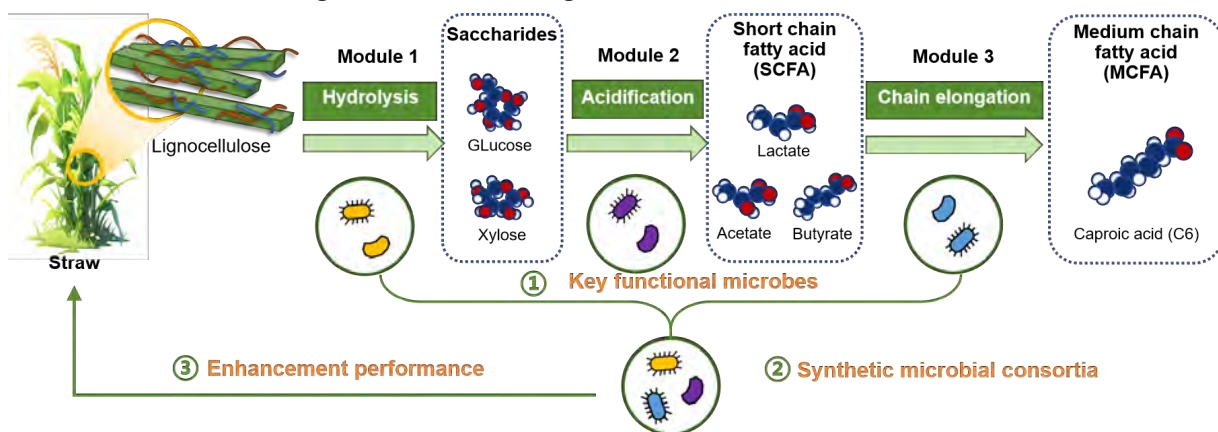 Saccharides
Short chain
fatty acid
(SCFA)
Medium chain
fatty acid
(MCFA)
Module 1
Module 2
Module 3
Hydrolysis
Acidification
Chain elongation
Lignocellulose
GLucose
Lactate
Xylose
Acetate
Butyrate
Caproic acid (C6)
Straw
① Key functional microbes
③ Enhancement performance
② Synthetic microbial consortia